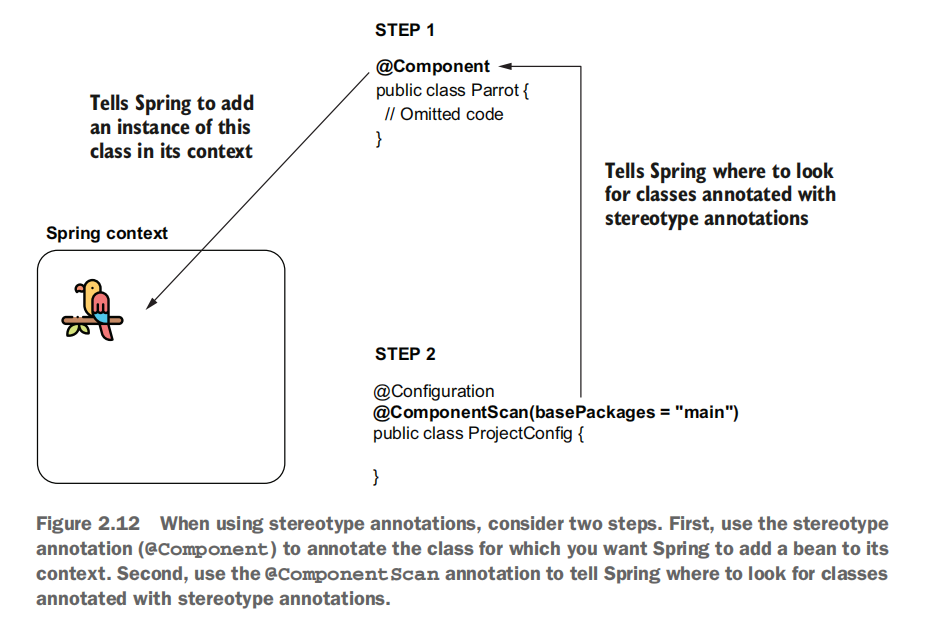 STEP 1
@Component
public class Parrot {
// Omitted code
}
Tells Spring to add
an instance of this
class in its context
Tells Spring where to look
for classes annotated with
stereotype annotations
Spring context
STEP 2
@Configuration
@ComponentScan(basePackages = "main")
public class ProjectConfig {
}
Figure 2.12 When using stereotype annotations, consider two steps. First, use the stereotype
annotation (@Component) to annotate the class for which you want Spring to add a bean to its
context. Second, use the @ComponentScan annotation to tell Spring where to look for classes
annotated with stereotype annotations.